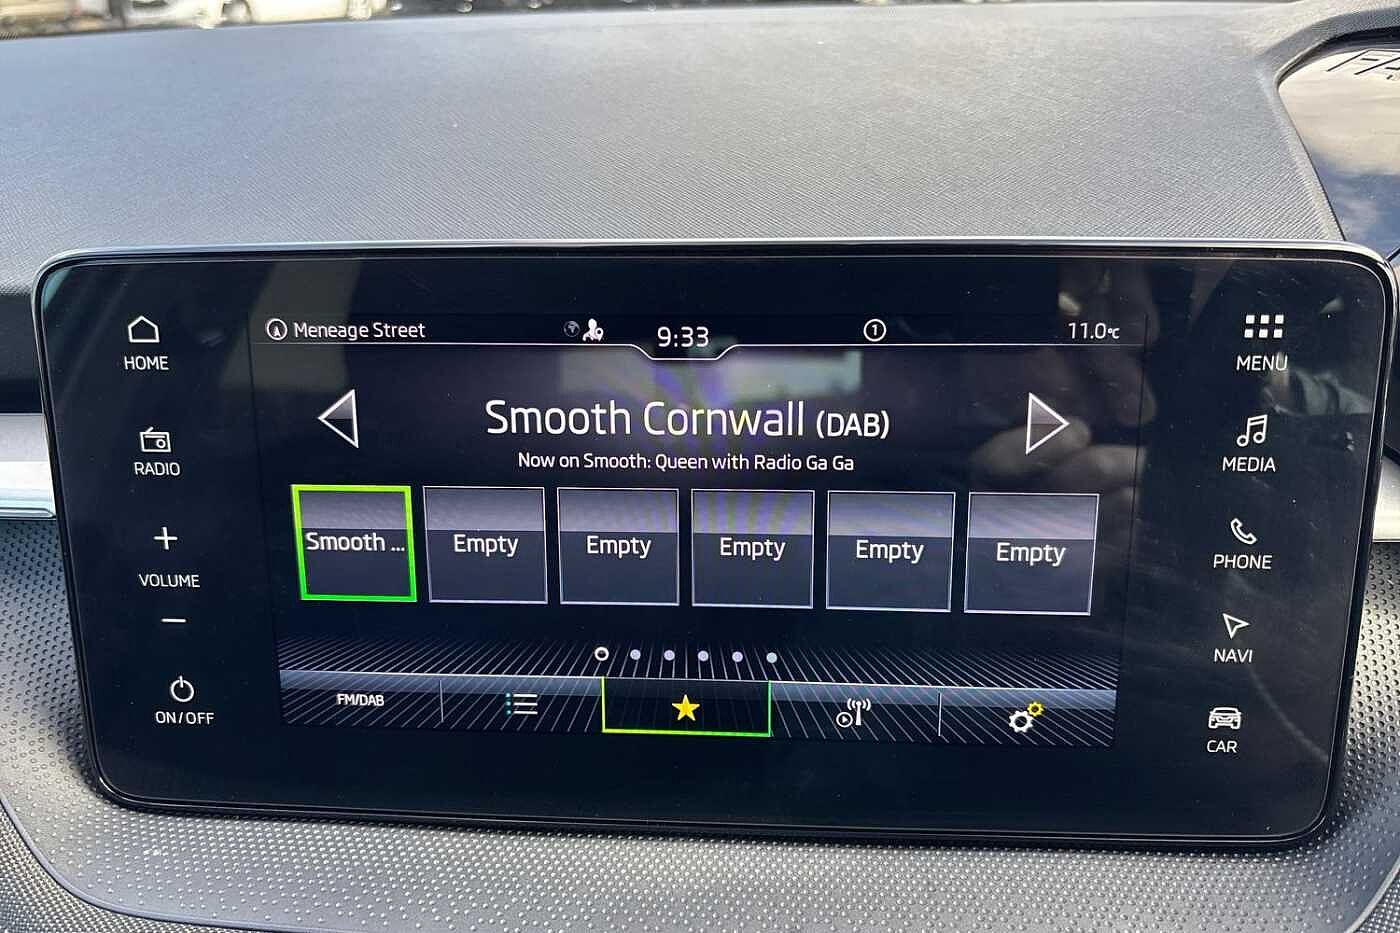 Meneage Street
9:33
1
11.0°C
HOME
RADIO
VOLUME
ON/OFF
Smooth Cornwall (DAB)
Now on Smooth: Queen with Radio Ga Ga
Smooth ...
Empty
Empty
Empty
Empty
Empty
FM/DAB
MENU
MEDIA
PHONE
NAVI
CAR